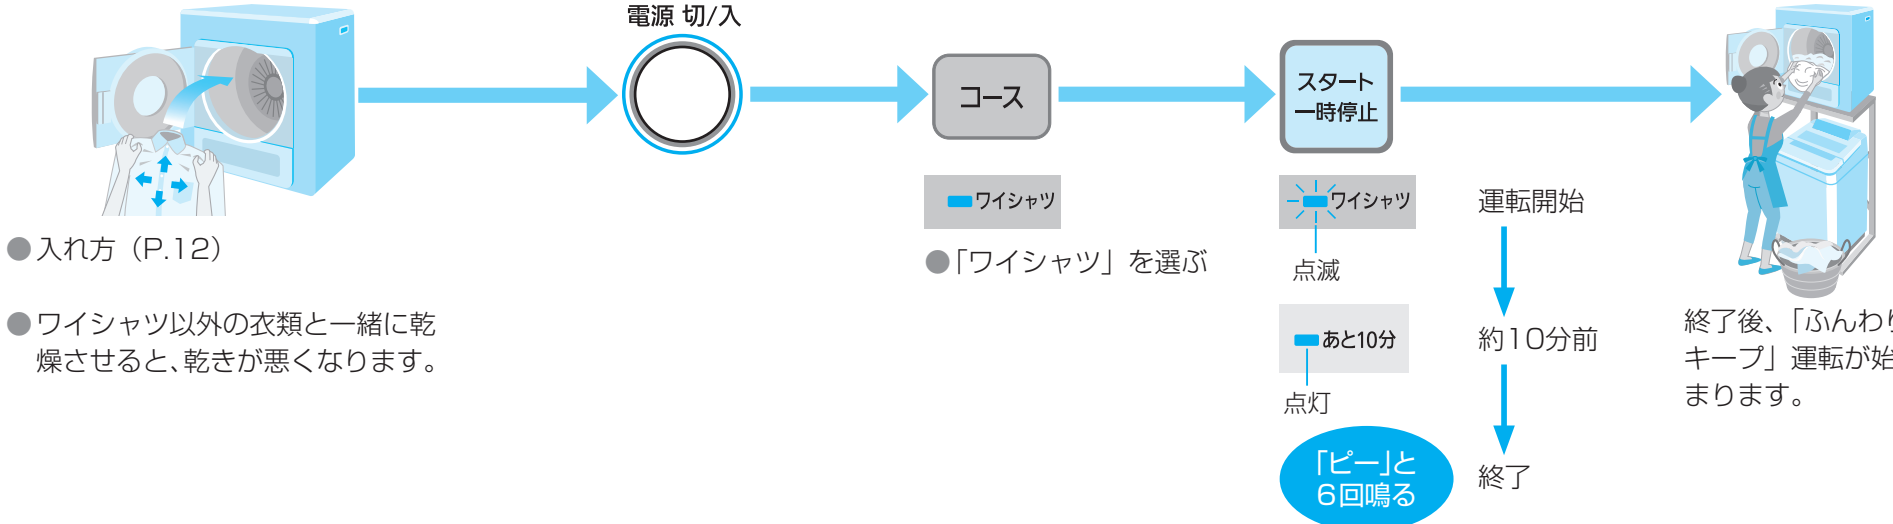 電源 切/入
コース
スタート
一時停止
ワイシャツ
ワイシャツ
運転開始
●入れ方（P.12）
●「ワイシャツ」を選ぶ
点滅
●ワイシャツ以外の衣類と一緒に乾
燥させると、乾きが悪くなります。
あと10分
約10分前
点灯
「ピー」と
6回鳴る
終了
終了後、「ふんわり
キープ」運転が始
まります。